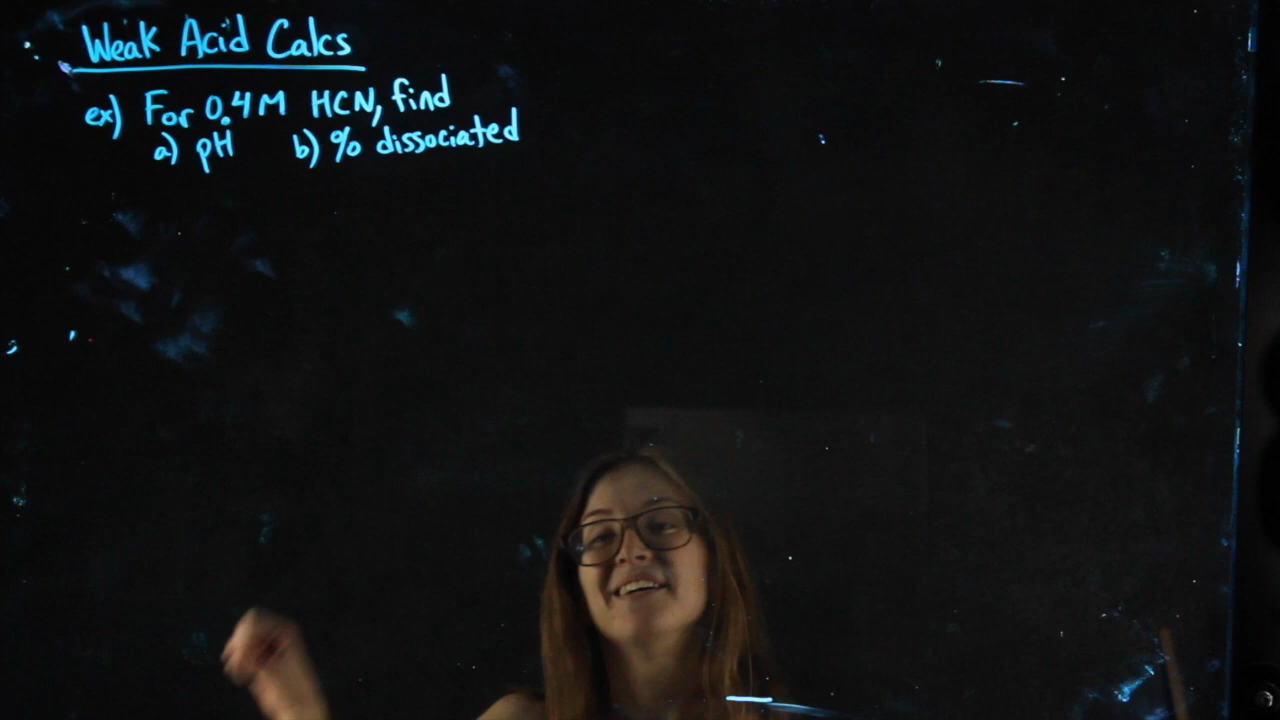 Weak Acid Calcs
ex) For 0.4M HCN, find
a) pH b) % dissociated